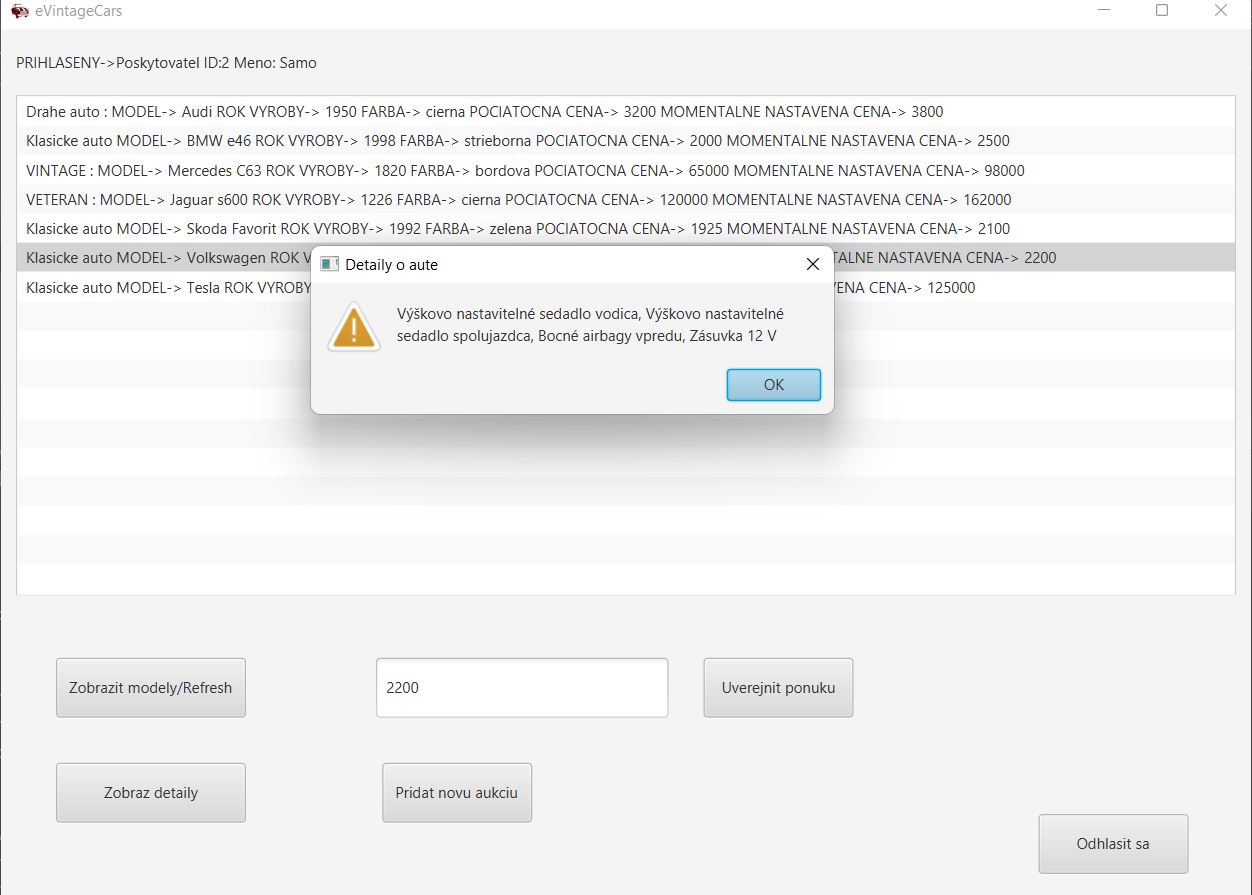 eVintageCars
PRIHLASENY->Poskytovatel ID:2 Meno: Samo
Drahe auto : MODEL-> Audi ROK VYROBY-> 1950 FARBA-> cierna POCIATOCNA CENA-> 3200 MOMENTALNE NASTAVENA CENA-> 3800
Klasicke auto MODEL-> BMW e46 ROK VYROBY-> 1998 FARBA-> strieborna POCIATOCNA CENA-> 2000 MOMENTALNE NASTAVENA CENA-> 2500
VINTAGE : MODEL-> Mercedes C63 ROK VYROBY-> 1820 FARBA-> bordova POCIATOCNA CENA-> 65000 MOMENTALNE NASTAVENA CENA-> 98000
VETERAN : MODEL-> Jaguar s600 ROK VYROBY-> 1226 FARBA-> cierna POCIATOCNA CENA-> 120000 MOMENTALNE NASTAVENA CENA-> 162000
Klasicke auto MODEL-> Skoda Favorit ROK VYROBY-> 1992 FARBA-> zelena POCIATOCNA CENA-> 1925 MOMENTALNE NASTAVENA CENA-> 2100
Klasicke auto MODEL-> Volkswagen ROK NASTAVENA CENA-> 2200
Klasicke auto MODEL-> Tesla ROK VYROBY CENA-> 125000
Detaily o aute
Výškovo nastavitelné sedadlo vodica, Výškovo nastavitelné
sedadlo spolujazdca, Bocné airbagy vpredu, Zásuvka 12 V
OK
Zobrazit modely/Refresh
2200
Uverejnit ponuku
Zobraz detaily
Pridat novu aukciu
Odhlasit sa